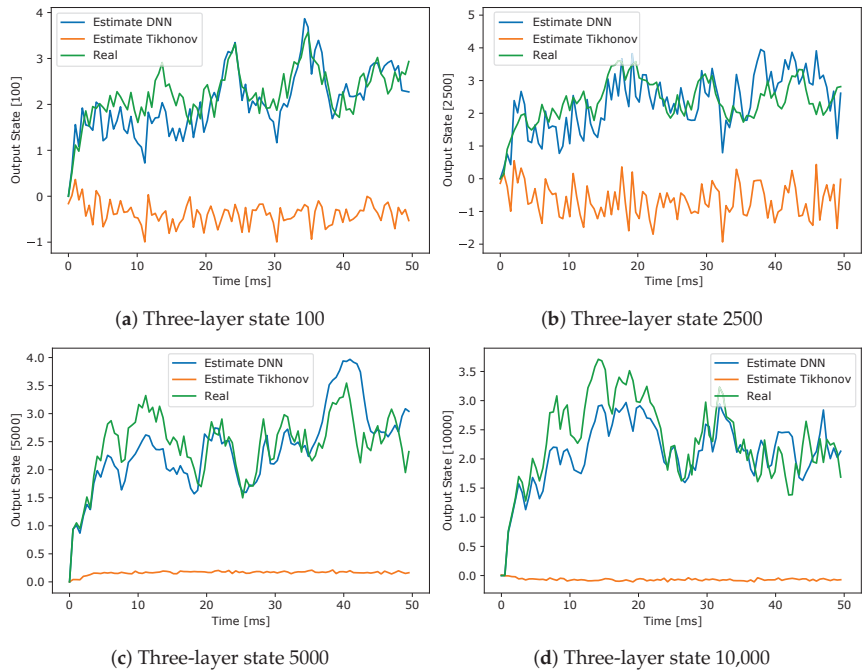 Estimate DNN
Estimate Tikhonov
Real
Output State [100]
4
3
2
1
0
−1
0
10
20
30
40
50
Time [ms]
(a) Three-layer state 100
Estimate DNN
Estimate Tikhonov
Real
Output State [2500]
5
4
3
2
1
0
−1
−2
0
10
20
30
40
50
Time [ms]
(b) Three-layer state 2500
Estimate DNN
Estimate Tikhonov
Real
Output State [5000]
4.0
3.5
3.0
2.5
2.0
1.5
1.0
0.5
0.0
0
10
20
30
40
50
Time [ms]
(c) Three-layer state 5000
Estimate DNN
Estimate Tikhonov
Real
Output State [10000]
3.5
3.0
2.5
2.0
1.5
1.0
0.5
0.0
0
10
20
30
40
50
Time [ms]
(d) Three-layer state 10,000